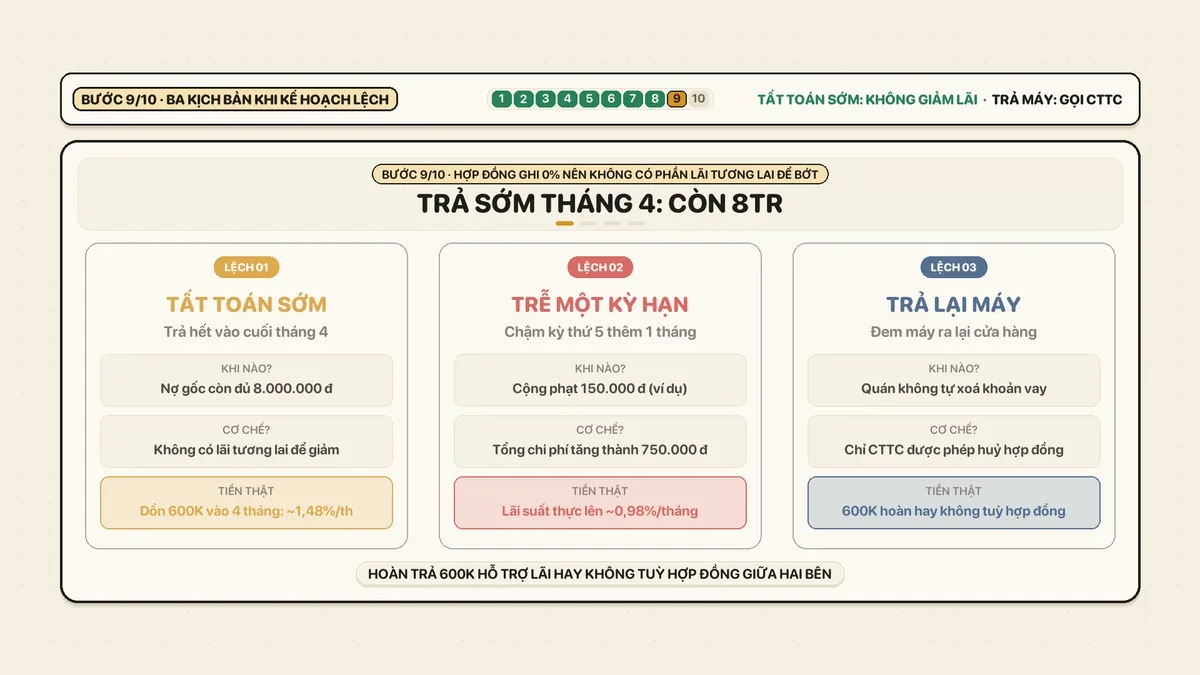 BƯỚC 9/10 · BA KỊCH BẢN KHI KẾ HOẠCH LỆCH
1 2 3 4 5 6 7 8 9 10
TẤT TOÁN SỚM: KHÔNG GIẢM LÃI · TRẢ MÁY: GỌI CTTC
BƯỚC 9/10 · HỢP ĐỒNG GHI 0% NÊN KHÔNG CÓ PHẦN LÃI TƯƠNG LAI ĐỂ BỚT
TRẢ SỚM THÁNG 4: CÒN 8TR
LỆCH 01
TẤT TOÁN SỚM
Trả hết vào cuối tháng 4
KHI NÀO?
Nợ gốc còn đủ 8.000.000 đ
CƠ CHẾ?
Không có lãi tương lai để giảm
TIỀN THẬT
Dồn 600K vào 4 tháng: ~1,48%/th
LỆCH 02
TRỄ MỘT KỲ HẠN
Chậm kỳ thứ 5 thêm 1 tháng
KHI NÀO?
Cộng phạt 150.000 đ (ví dụ)
CƠ CHẾ?
Tổng chi phí tăng thành 750.000 đ
TIỀN THẬT
Lãi suất thực lên ~0,98%/tháng
LỆCH 03
TRẢ LẠI MÁY
Đem máy ra lại cửa hàng
KHI NÀO?
Quán không tự xoá khoản vay
CƠ CHẾ?
Chỉ CTTC được phép huỷ hợp đồng
TIỀN THẬT
600K hoàn hay không tuỳ hợp đồng
HOÀN TRẢ 600K HỖ TRỢ LÃI HAY KHÔNG TUỲ HỢP ĐỒNG GIỮA HAI BÊN